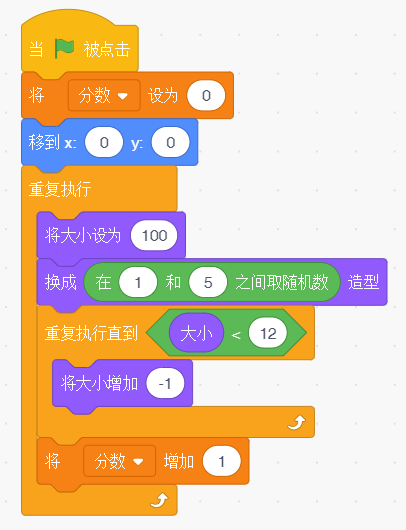 当 被点击
将 分数 设为 0
移到 x: 0 y: 0
重复执行
将大小设为 100
换成 在 1 和 5 之间取随机数 造型
重复执行直到 大小 < 12
将大小增加 -1
将 分数 增加 1